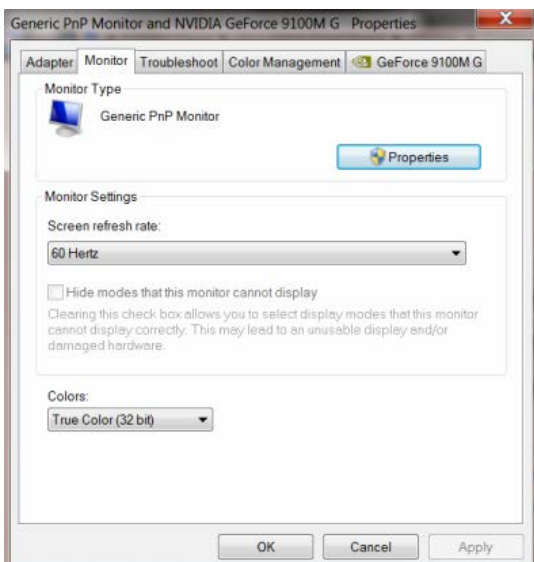 Generic PnP Monitor and NVIDIA GeForce 9100M G Properties
Adapter Monitor Troubleshoot Color Management GeForce 9100M G
Monitor Type
Generic PnP Monitor
Properties
Monitor Settings
Screen refresh rate:
60 Hertz
Hide modes that this monitor cannot display
Clearing this check box allows you to select display modes that this monitor
cannot display correctly. This may lead to an unusable display and/or
damaged hardware.
Colors:
True Color (32 bit)
OK Cancel Apply